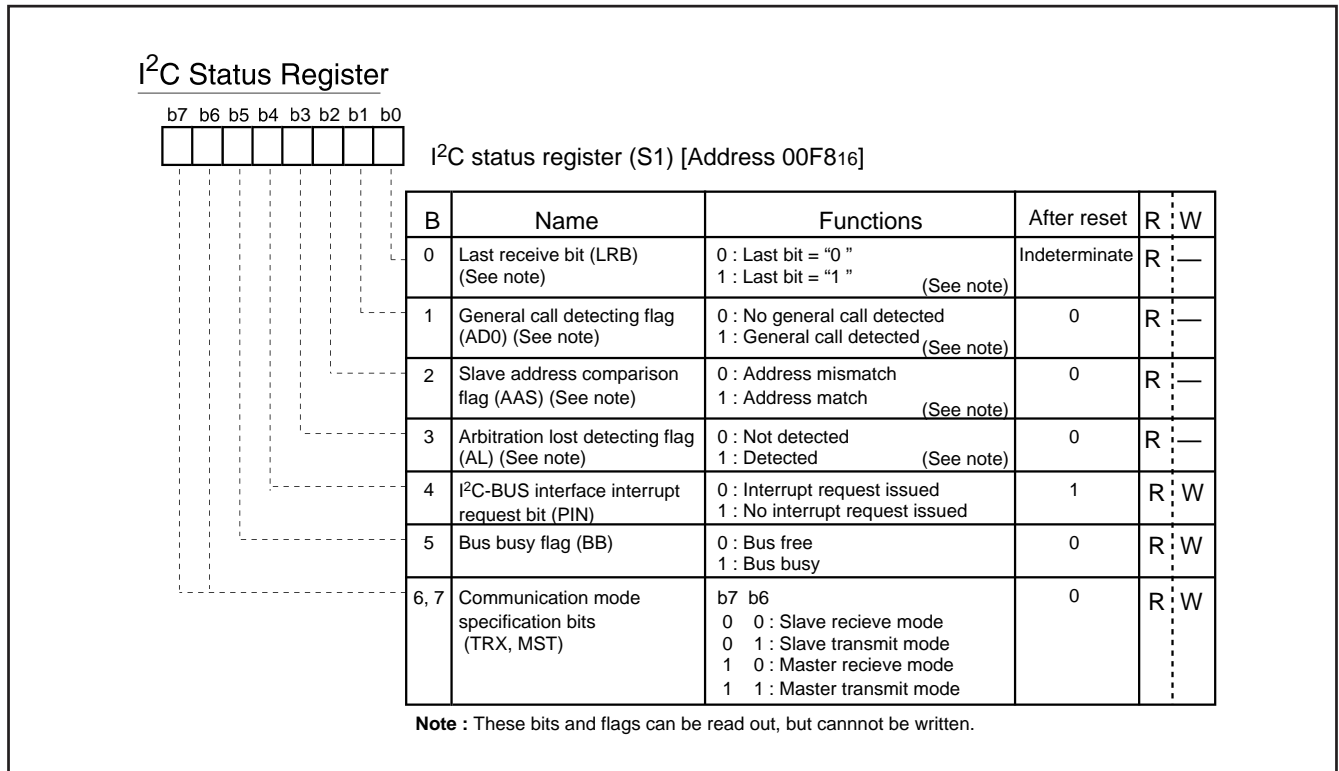 I2C Status Register
b7 b6 b5 b4 b3 b2 b1 b0
I2C status register (S1) [Address 00F816]
B Name Functions After reset R W
0 Last receive bit (LRB) (See note) 0 : Last bit = “0 ” Indeterminate R —
1 : Last bit = “1 ” (See note)
1 General call detecting flag (AD0) (See note) 0 : No general call detected 0 R —
1 : General call detected (See note)
2 Slave address comparison flag (AAS) (See note) 0 : Address mismatch 0 R —
1 : Address match (See note)
3 Arbitration lost detecting flag (AL) (See note) 0 : Not detected 0 R —
1 : Detected (See note)
4 I2C-BUS interface interrupt request bit (PIN) 0 : Interrupt request issued 1 R W
1 : No interrupt request issued
5 Bus busy flag (BB) 0 : Bus free 0 R W
1 : Bus busy
6, 7 Communication mode specification bits (TRX, MST) b7 b6 0 R W
0 0 : Slave recieve mode
0 1 : Slave transmit mode
1 0 : Master recieve mode
1 1 : Master transmit mode
Note : These bits and flags can be read out, but cannnot be written.